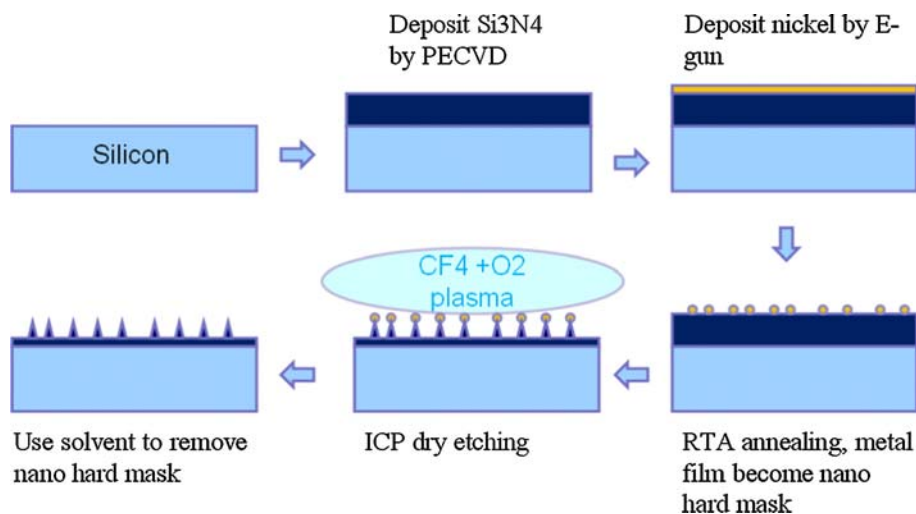 Silicon
Deposit Si3N4
by PECVD
Deposit nickel by E-
gun
RTA annealing, metal
film become nano
hard mask
CF4 +O2
plasma
ICP dry etching
Use solvent to remove
nano hard mask